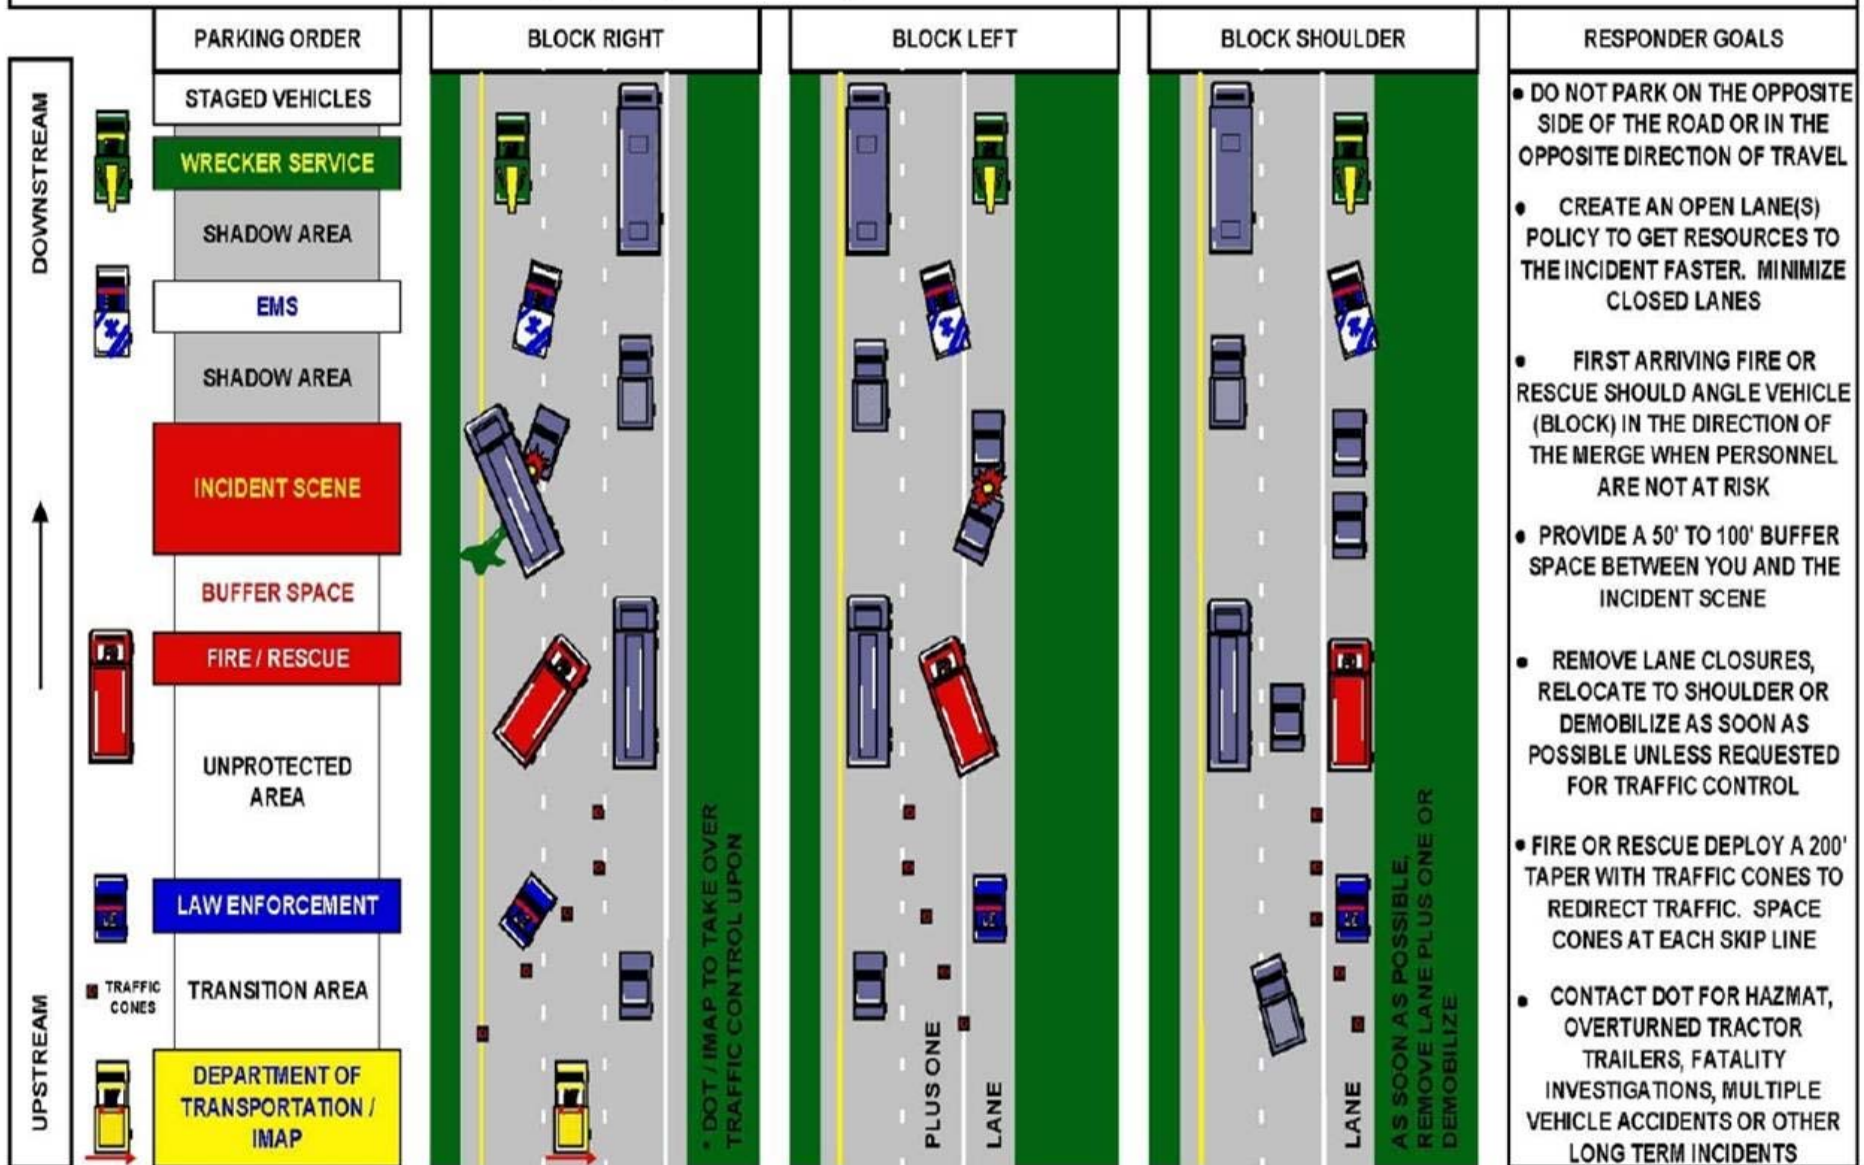 PARKING ORDER
BLOCK RIGHT
BLOCK LEFT
BLOCK SHOULDER
RESPONDER GOALS
DOWNSTREAM
UPSTREAM
STAGED VEHICLES
WRECKER SERVICE
SHADOW AREA
EMS
SHADOW AREA
INCIDENT SCENE
BUFFER SPACE
FIRE / RESCUE
UNPROTECTED
AREA
LAW ENFORCEMENT
TRAFFIC
CONES
TRANSITION AREA
DEPARTMENT OF
TRANSPORTATION /
IMAP
* DOT / IMAP TO TAKE OVER
TRAFFIC CONTROL UPON
PLUS ONE
LANE
LANE
AS SOON AS POSSIBLE,
REMOVE LANE PLUS ONE OR
DEMOBILIZE
• DO NOT PARK ON THE OPPOSITE
SIDE OF THE ROAD OR IN THE
OPPOSITE DIRECTION OF TRAVEL
• CREATE AN OPEN LANE(S)
POLICY TO GET RESOURCES TO
THE INCIDENT FASTER. MINIMIZE
CLOSED LANES
• FIRST ARRIVING FIRE OR
RESCUE SHOULD ANGLE VEHICLE
(BLOCK) IN THE DIRECTION OF
THE MERGE WHEN PERSONNEL
ARE NOT AT RISK
• PROVIDE A 50' TO 100' BUFFER
SPACE BETWEEN YOU AND THE
INCIDENT SCENE
• REMOVE LANE CLOSURES,
RELOCATE TO SHOULDER OR
DEMOBILIZE AS SOON AS
POSSIBLE UNLESS REQUESTED
FOR TRAFFIC CONTROL
• FIRE OR RESCUE DEPLOY A 200'
TAPER WITH TRAFFIC CONES TO
REDIRECT TRAFFIC. SPACE
CONES AT EACH SKIP LINE
• CONTACT DOT FOR HAZMAT,
OVERTURNED TRACTOR
TRAILERS, FATALITY
INVESTIGATIONS, MULTIPLE
VEHICLE ACCIDENTS OR OTHER
LONG TERM INCIDENTS